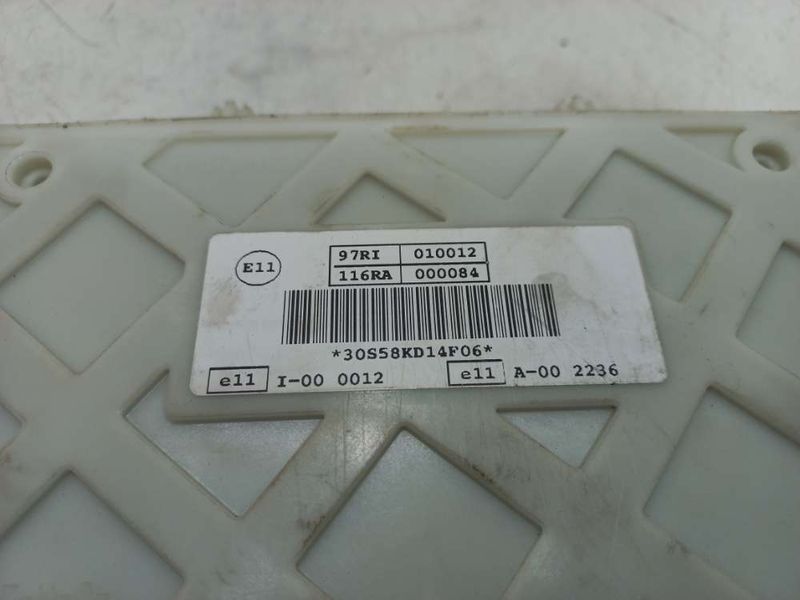 E11
97RI 010012
116RA 000084
*30S58KD14F06*
e11 I-00 0012 e11 A-00 2236